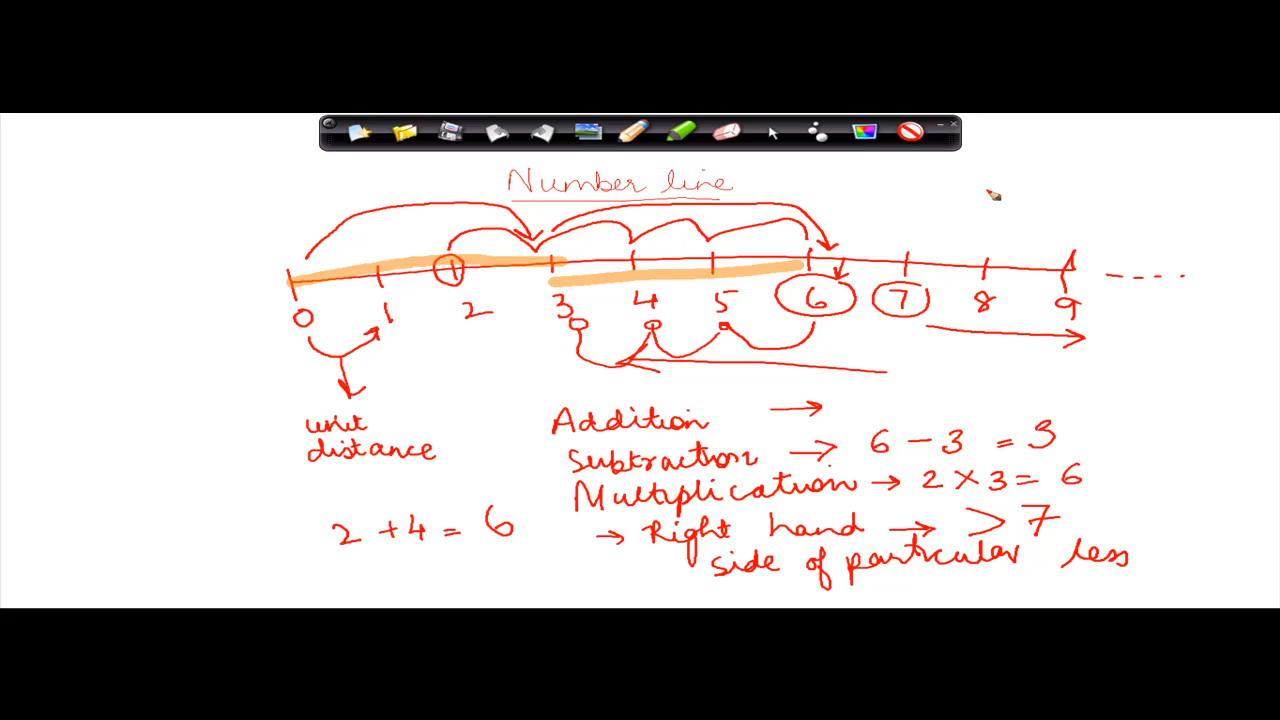 Number line
0 1 2 3 4 5 6 7 8 9 ----
unit
distance
Addition →
Subtraction → 6 - 3 = 3
Multiplication → 2 × 3 = 6
2 + 4 = 6
→ Right hand → > 7
side of particular less